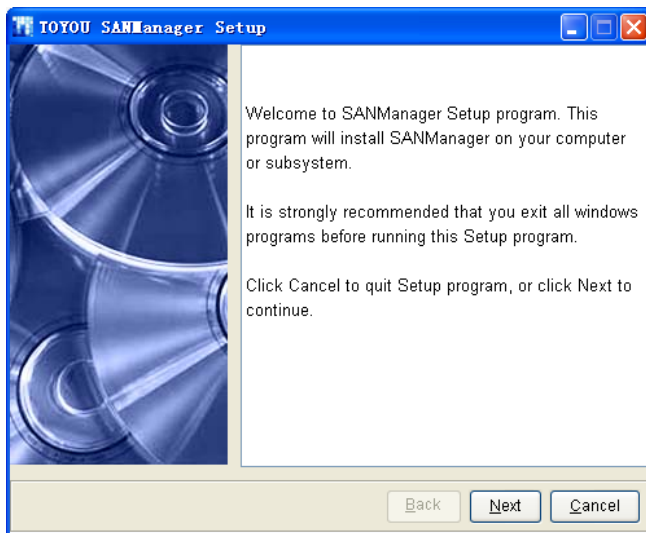 TOYOU SANManager Setup
Welcome to SANManager Setup program. This
program will install SANManager on your computer
or subsystem.
It is strongly recommended that you exit all windows
programs before running this Setup program.
Click Cancel to quit Setup program, or click Next to
continue.
Back Next Cancel